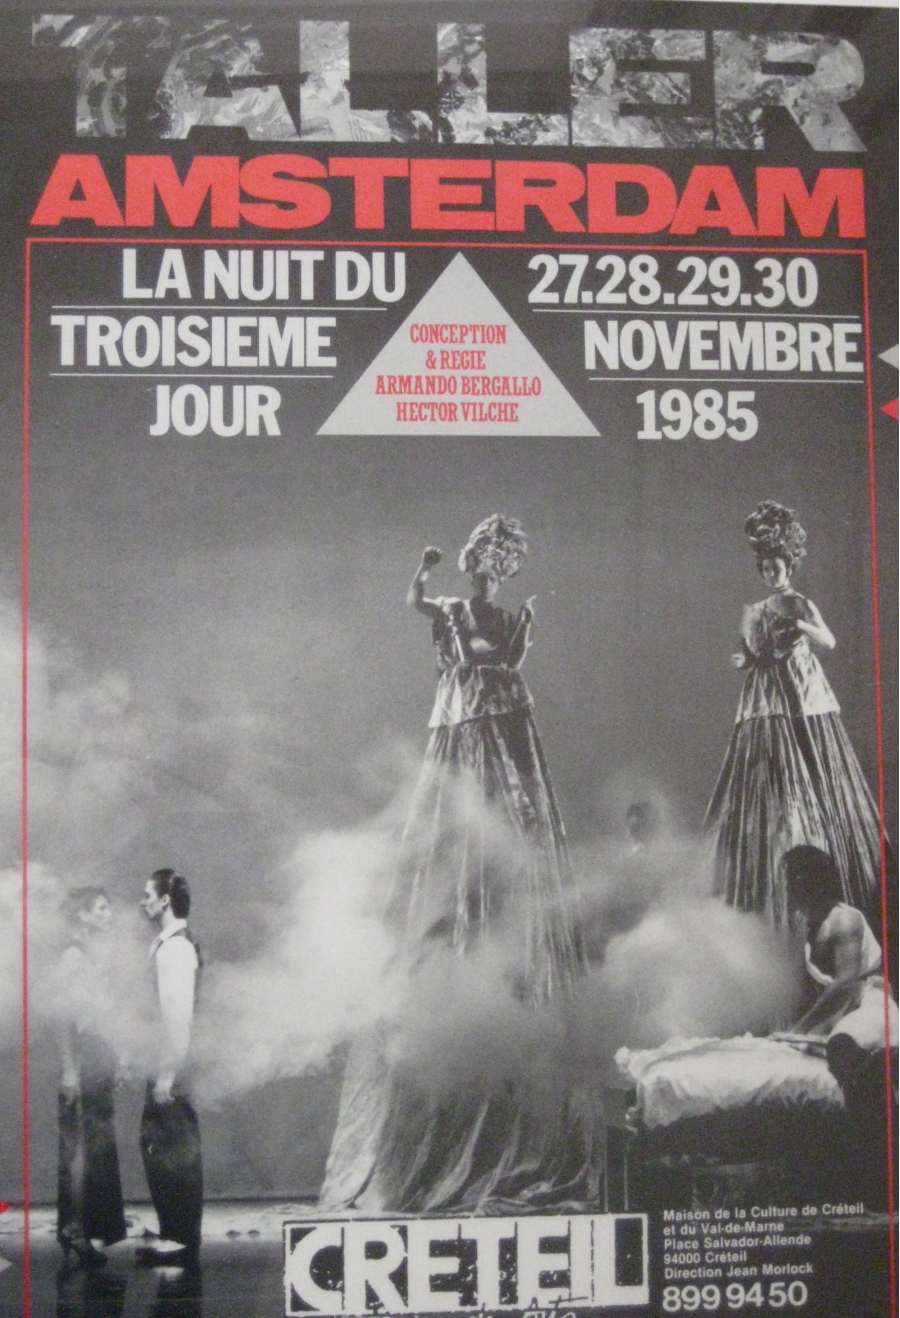 TALLER
AMSTERDAM
LA NUIT DU
TROISIEME
JOUR
CONCEPTION
& REGIE
ARMANDO BERGALLO
HECTOR VILCHE
27.28.29.30
NOVEMBRE
1985
CRETEIL
Maison de la Culture de Créteil
et du Val-de-Marne
Place Salvador-Allende
94000 Créteil
Direction Jean Morlock
899 94 50